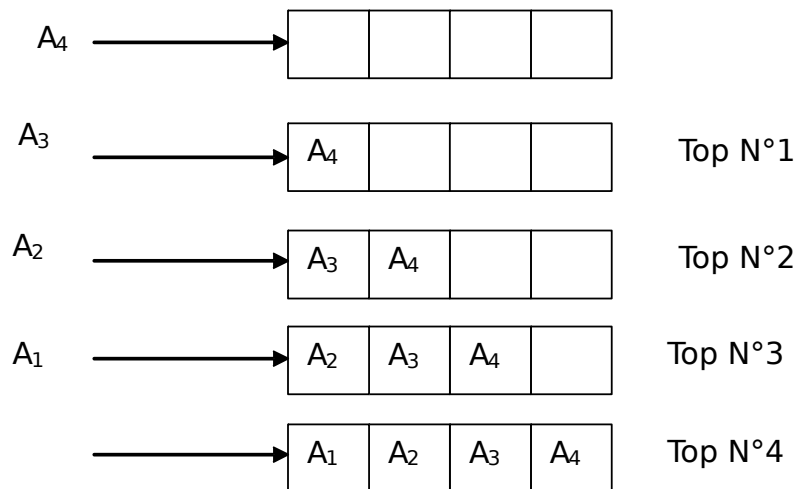 A₄
A₃ A₄ Top N°1
A₂ A₃ A₄ Top N°2
A₁ A₂ A₃ A₄ Top N°3
A₁ A₂ A₃ A₄ Top N°4